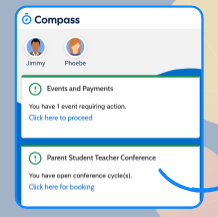 Compass
Jimmy Phoebe
Events and Payments
You have 1 event requiring action.
Click here to proceed
Parent Student Teacher Conference
You have open conference cycle(s).
Click here for booking